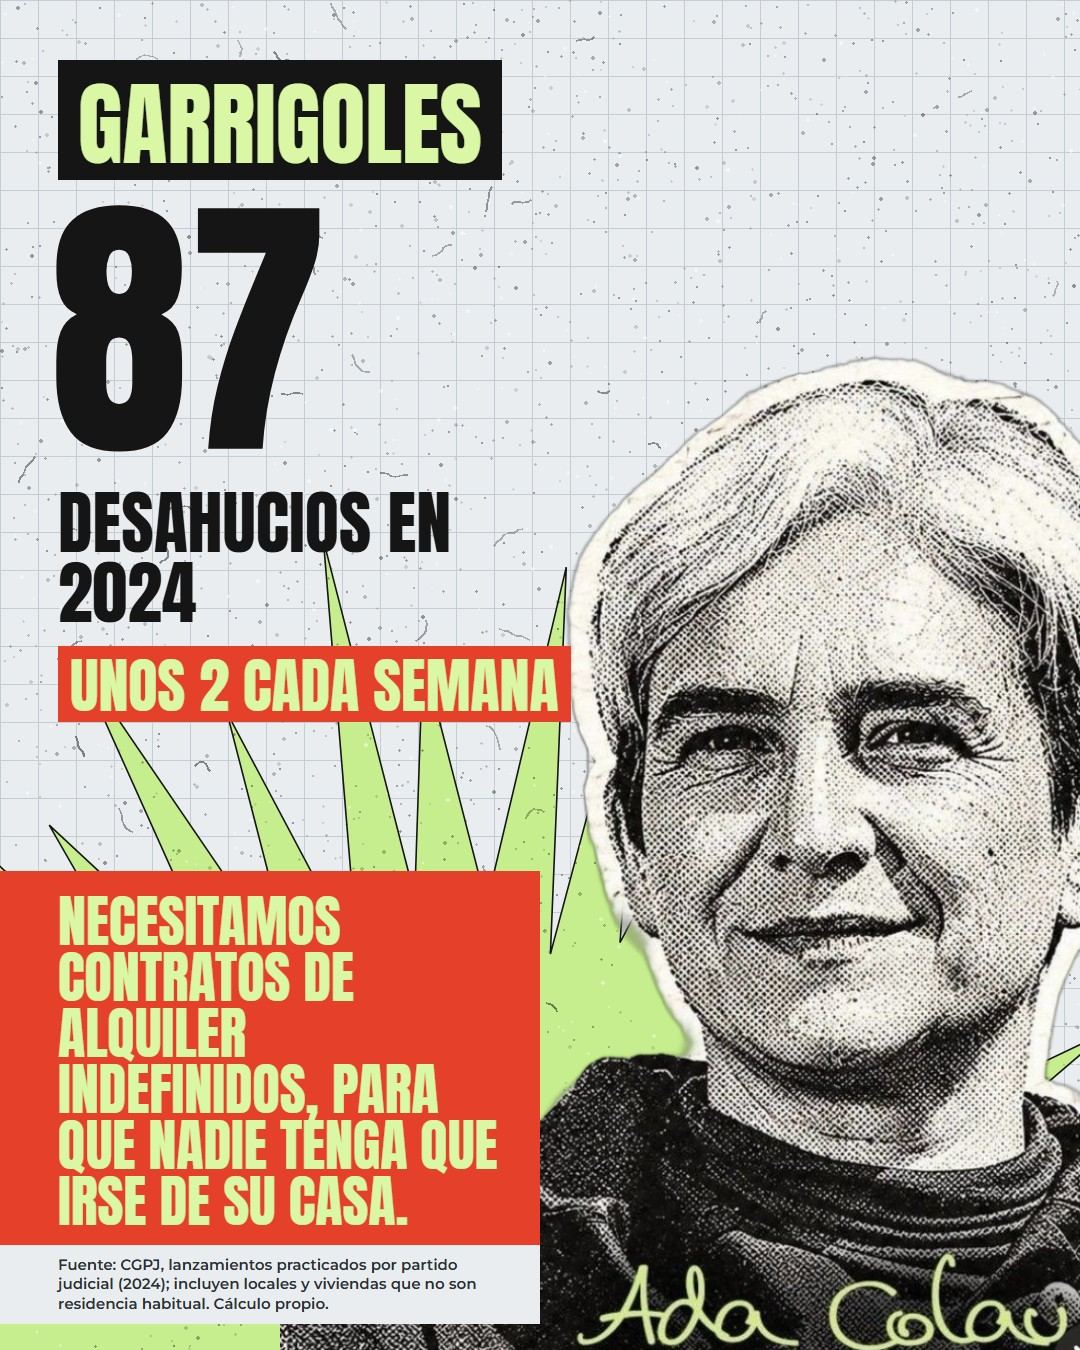 GARRIGOLES
87
DESAHUCIOS EN
2024
UNOS 2 CADA SEMANA
NECESITAMOS
CONTRATOS DE
ALQUILER
INDEFINIDOS, PARA
QUE NADIE TENGA QUE
IRSE DE SU CASA.
Fuente: CGPJ, lanzamientos practicados por partido
judicial (2024); incluyen locales y viviendas que no son
residencia habitual. Cálculo propio.
Ada Colau